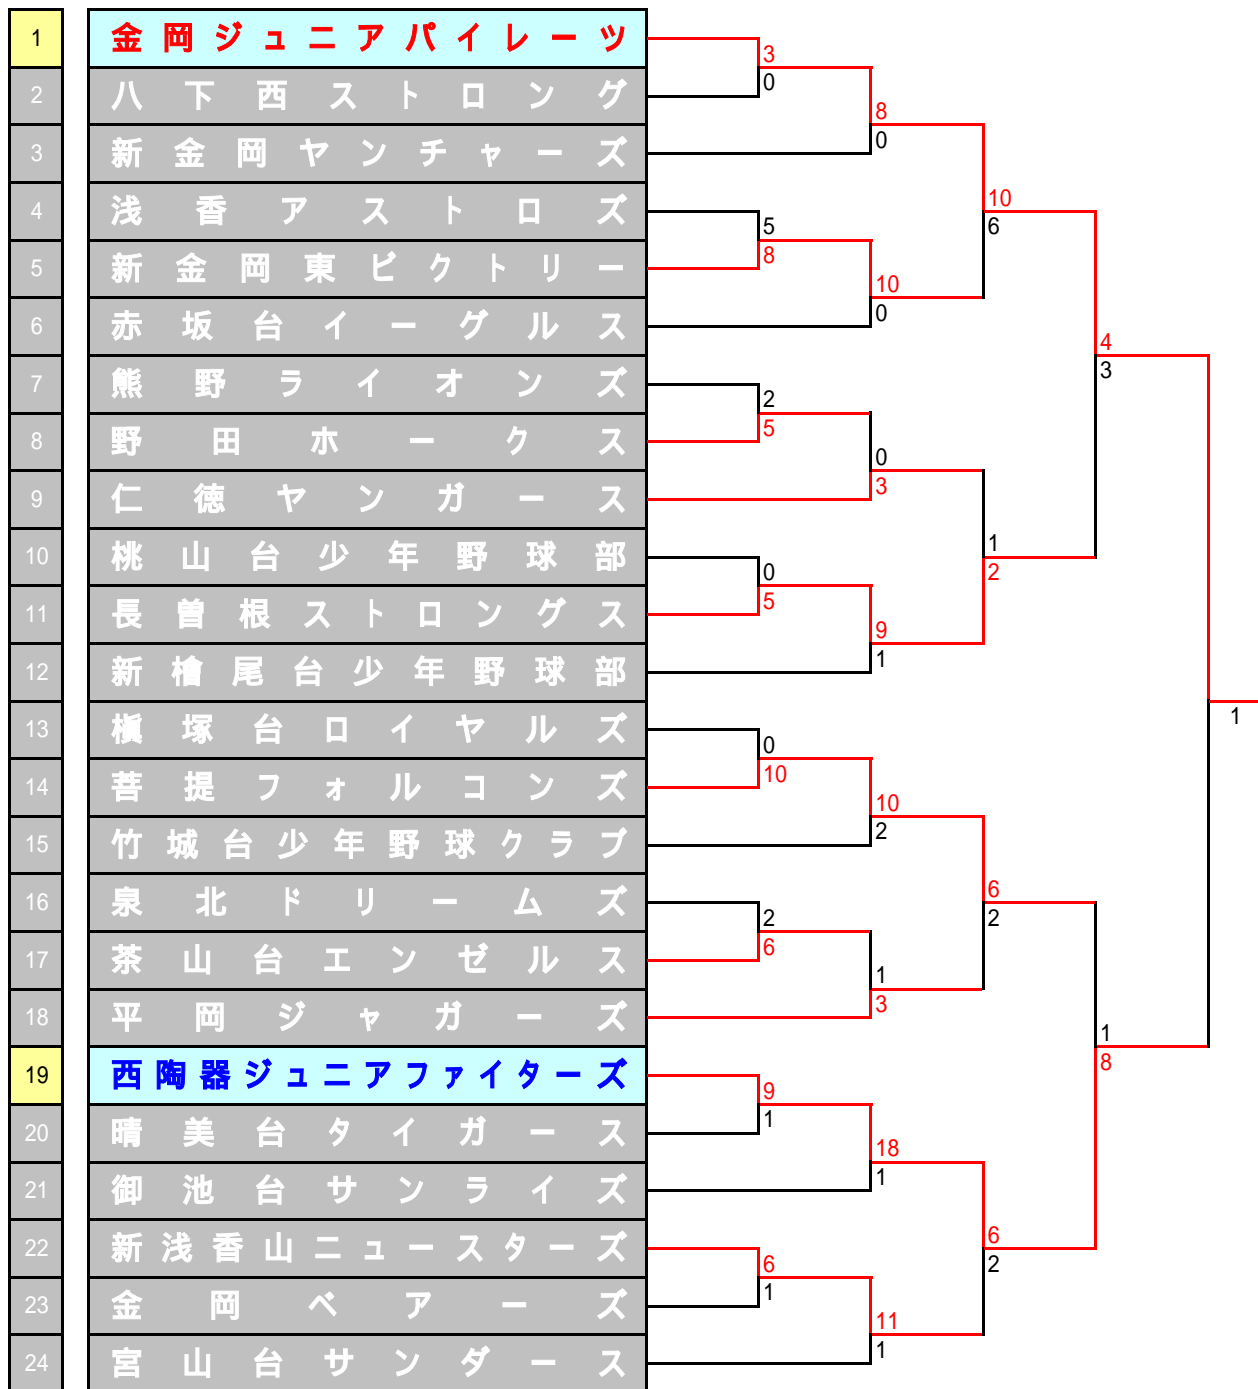 1 金岡ジュニアパイレーツ
2 八下西ストロング
3 新金岡ヤンチャーズ
4 浅香アストロズ
5 新金岡東ビクトリー
6 赤坂台イーグルス
7 熊野ライオンズ
8 野田ホークス
9 仁徳ヤンガース
10 桃山台少年野球部
11 長曽根ストロングス
12 新檜尾台少年野球部
13 槇塚台ロイヤルズ
14 菩提フォルコンズ
15 竹城台少年野球クラブ
16 泉北ドリームズ
17 茶山台エンゼルス
18 平岡ジャガーズ
19 西陶器ジュニアファイターズ
20 晴美台タイガース
21 御池台サンライズ
22 新浅香山ニュースターズ
23 金岡ベアーズ
24 宮山台サンダース
3
0
5
8
2
5
0
5
0
10
2
6
9
1
6
1
8
0
10
0
0
3
9
1
10
2
1
3
18
1
11
1
10
6
1
2
6
2
6
2
4
3
1
8
1